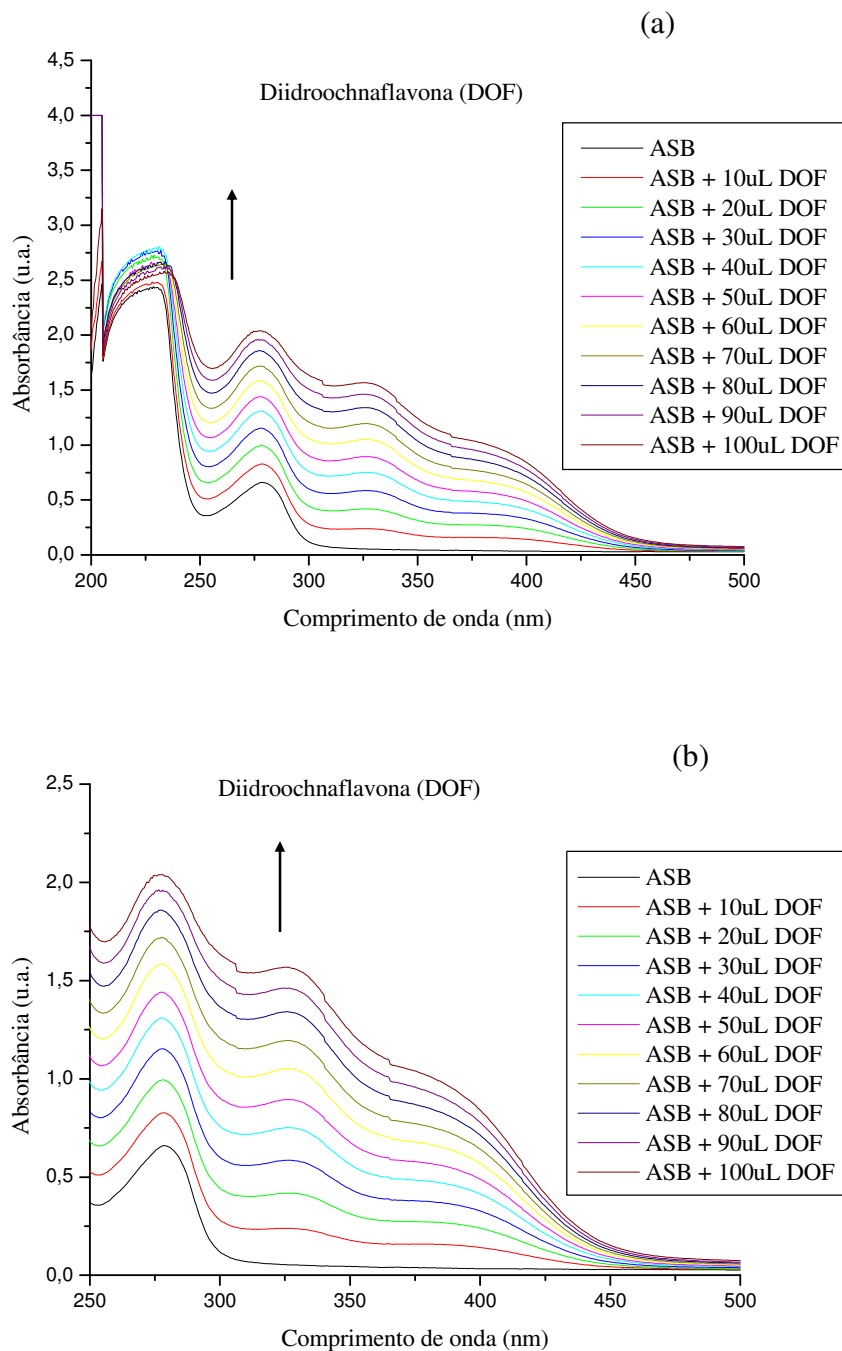 (a)
4,5
4,0
3,5
3,0
2,5
2,0
1,5
1,0
0,5
0,0
Absorbância (u.a.)
Diidroochnaflavona (DOF)
ASB
ASB + 10uL DOF
ASB + 20uL DOF
ASB + 30uL DOF
ASB + 40uL DOF
ASB + 50uL DOF
ASB + 60uL DOF
ASB + 70uL DOF
ASB + 80uL DOF
ASB + 90uL DOF
ASB + 100uL DOF
200 250 300 350 400 450 500
Comprimento de onda (nm)
(b)
2,5
2,0
1,5
1,0
0,5
0,0
Absorbância (u.a.)
Diidroochnaflavona (DOF)
ASB
ASB + 10uL DOF
ASB + 20uL DOF
ASB + 30uL DOF
ASB + 40uL DOF
ASB + 50uL DOF
ASB + 60uL DOF
ASB + 70uL DOF
ASB + 80uL DOF
ASB + 90uL DOF
ASB + 100uL DOF
250 300 350 400 450 500
Comprimento de onda (nm)